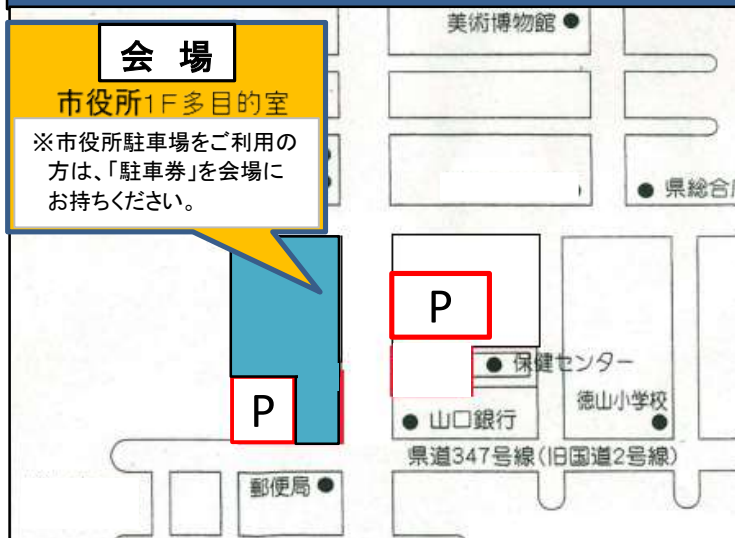 美術博物館
会 場
市役所1F多目的室
※市役所駐車場をご利用の
方は、「駐車券」を会場に
お持ちください。
県総合
P
保健センター
P
徳山小学校
山口銀行
県道347号線(旧国道2号線)
郵便局